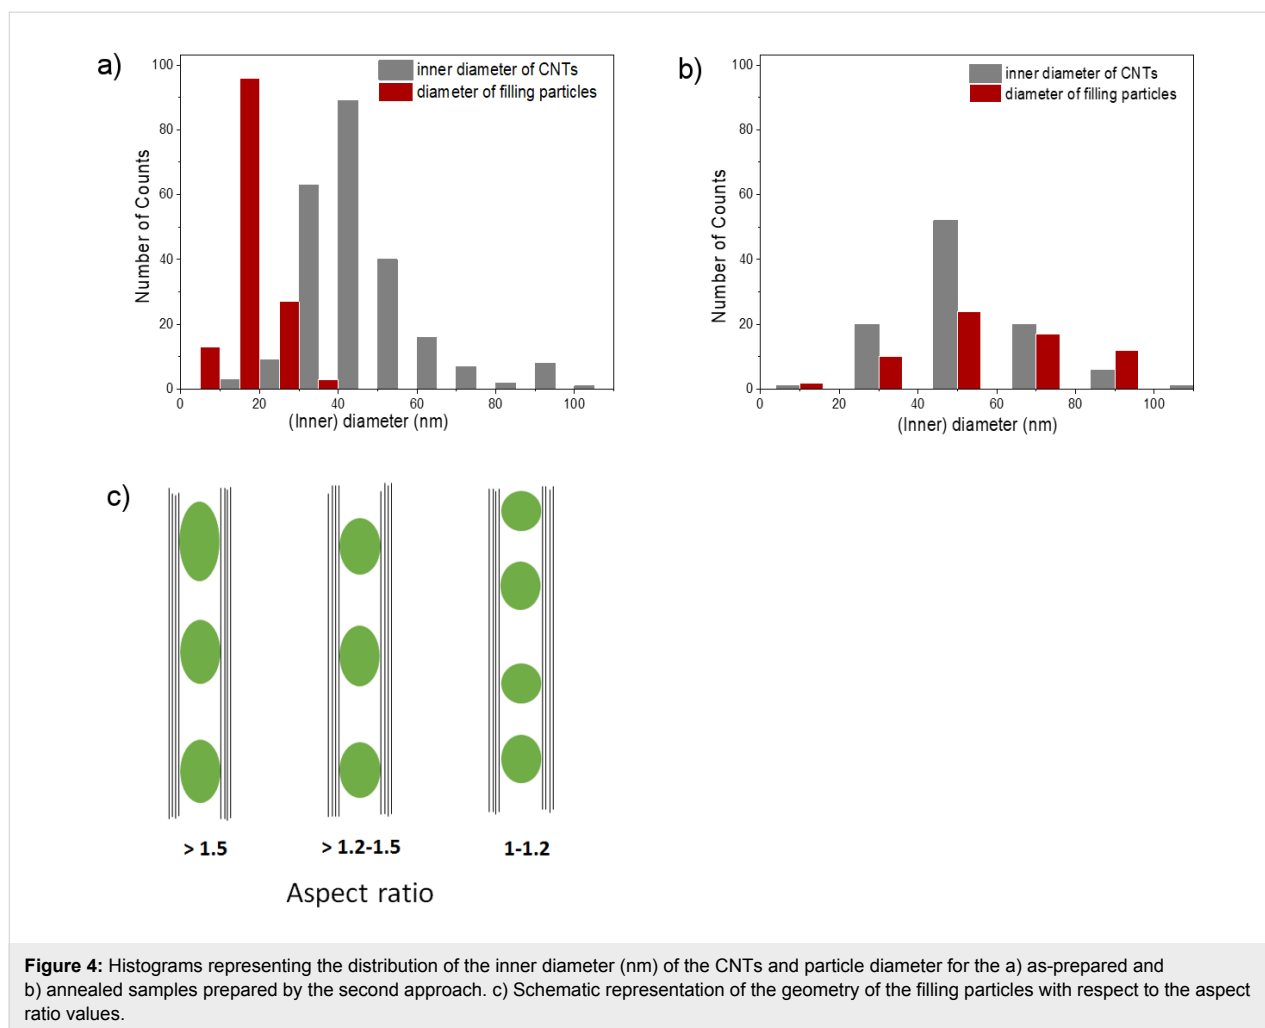 a)
inner diameter of CNTs
diameter of filling particles
Number of Counts
100
80
60
40
20
0
0 20 40 60 80 100
(Inner) diameter (nm)
b)
inner diameter of CNTs
diameter of filling particles
Number of Counts
100
80
60
40
20
0
0 20 40 60 80 100
(Inner) diameter (nm)
c)
> 1.5 > 1.2-1.5 1-1.2
Aspect ratio
Figure 4: Histograms representing the distribution of the inner diameter (nm) of the CNTs and particle diameter for the a) as-prepared and
b) annealed samples prepared by the second approach. c) Schematic representation of the geometry of the filling particles with respect to the aspect
ratio values.